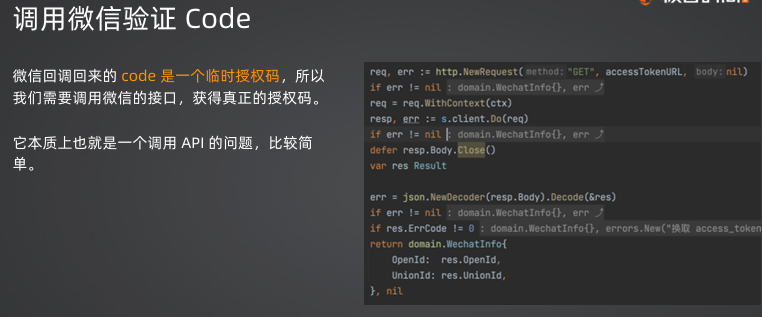 调用微信验证 Code
微信回调回来的 code 是一个临时授权码，所以
我们需要调用微信的接口，获得真正的授权码。
它本质上也就是一个调用 API 的问题，比较简
单。
req, err := http.NewRequest( method: "GET", accessTokenURL, body: nil)
if err != nil : domain.WechatInfo{}, err
req = req.WithContext(ctx)
resp, err := s.client.Do(req)
if err != nil : domain.WechatInfo{}, err
defer resp.Body.Close()
var res Result
err = json.NewDecoder(resp.Body).Decode(&res)
if err != nil : domain.WechatInfo{}, err
if res.ErrCode != 0 : domain.WechatInfo{}, errors.New("换取 access_token
return domain.WechatInfo{
OpenId: res.OpenId,
UnionId: res.UnionId,
}, nil